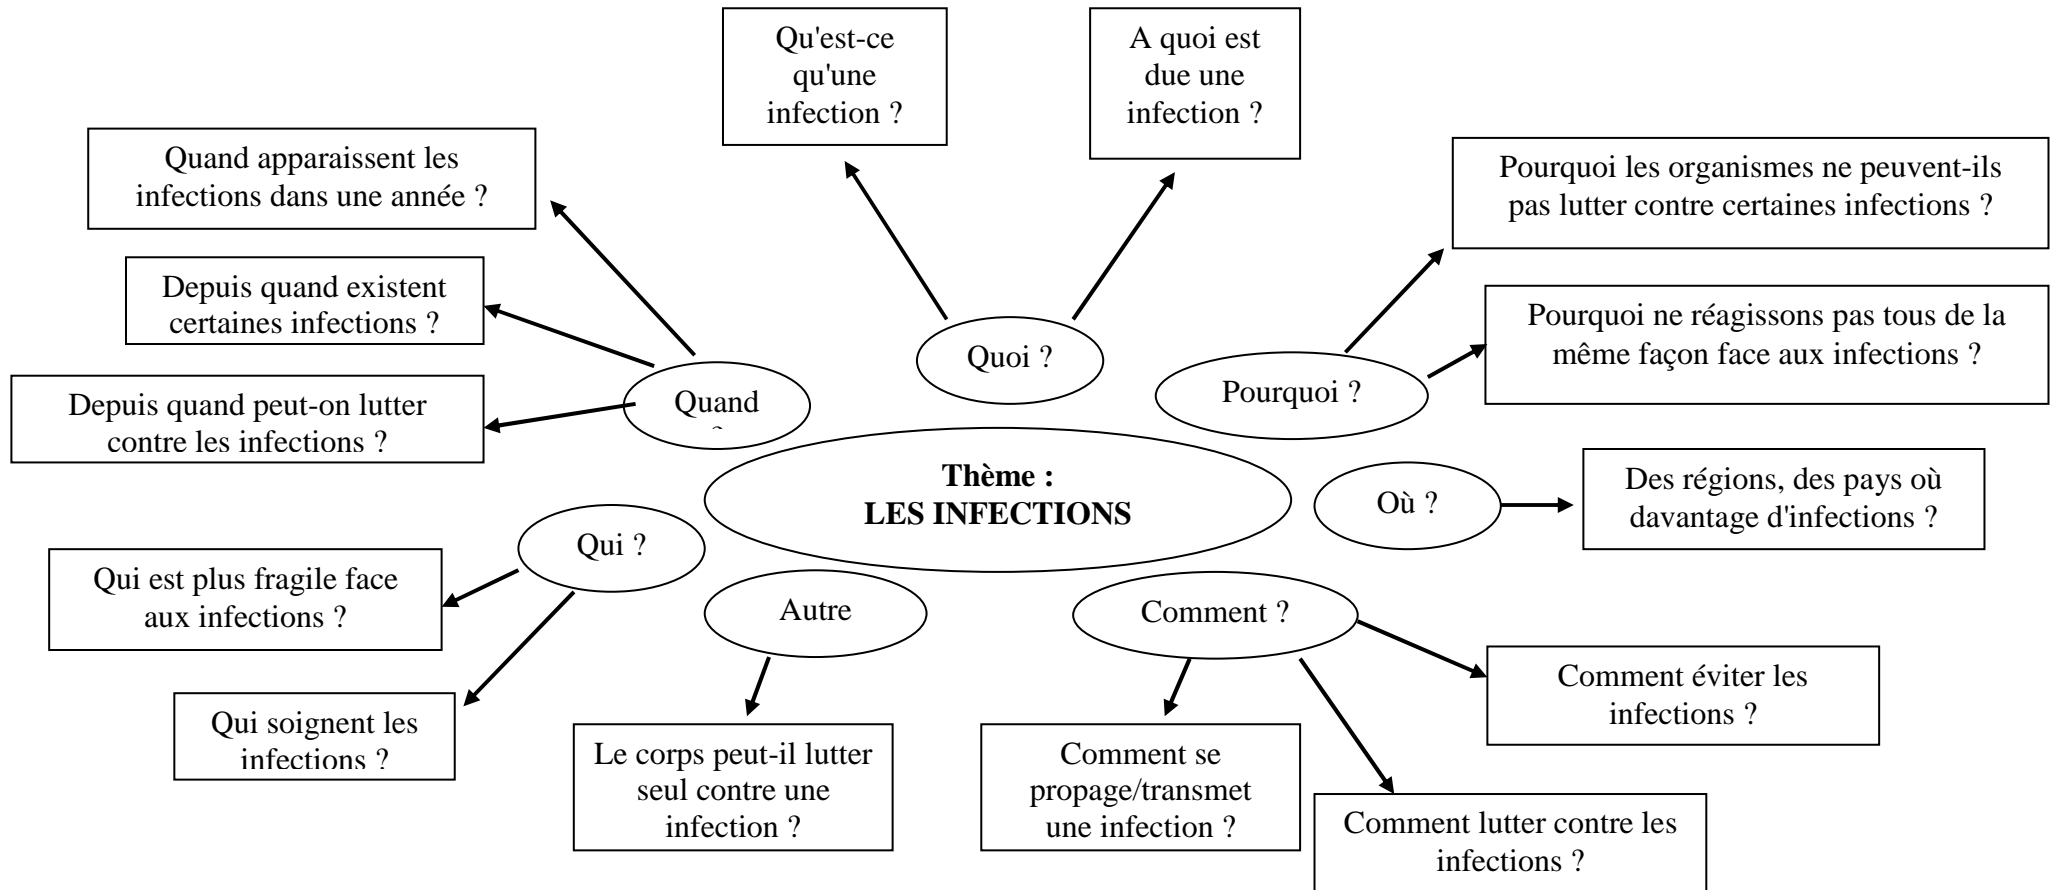 Qu'est-ce
qu'une
infection ?
A quoi est
due une
infection ?
Quand apparaissent les
infections dans une année ?
Pourquoi les organismes ne peuvent-ils
pas lutter contre certaines infections ?
Depuis quand existent
certaines infections ?
Pourquoi ne réagissons pas tous de la
même façon face aux infections ?
Quoi ?
Pourquoi ?
Depuis quand peut-on lutter
contre les infections ?
Quand
?
Thème :
LES INFECTIONS
Où ?
Des régions, des pays où
davantage d'infections ?
Qui ?
Qui est plus fragile face
aux infections ?
Autre
Comment ?
Qui soignent les
infections ?
Le corps peut-il lutter
seul contre une
infection ?
Comment se
propage/transmet
une infection ?
Comment éviter les
infections ?
Comment lutter contre les
infections ?